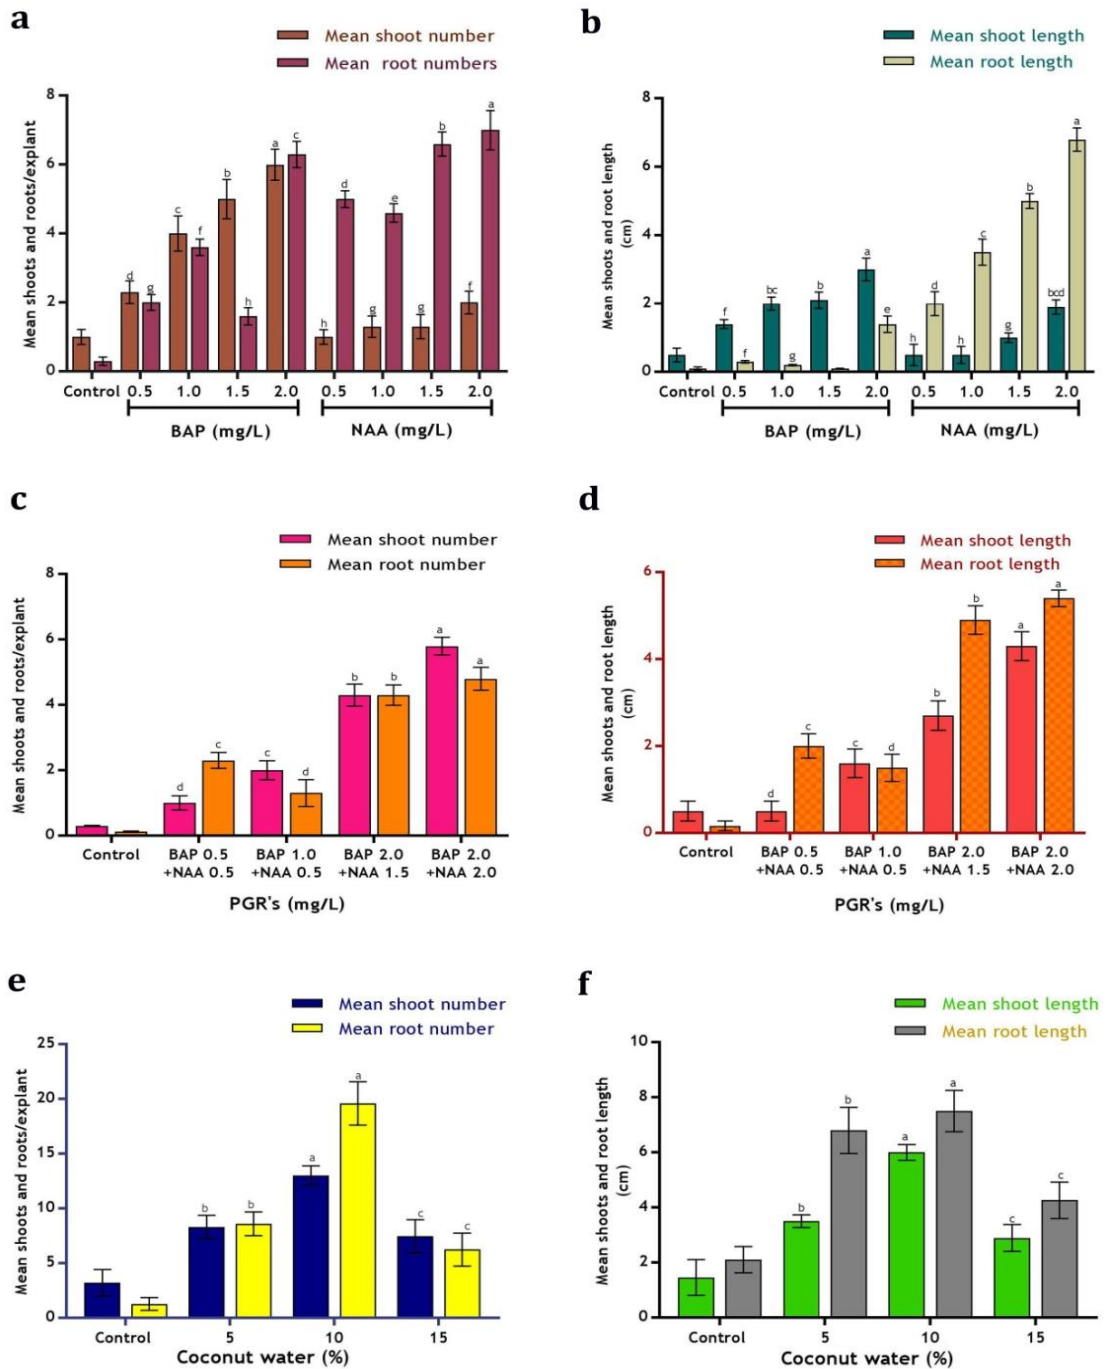 a
Mean shoot number
Mean root numbers
Mean shoots and roots/explant
8
6
4
2
0
d g c f b h a c h d g e g b f a
Control 0.5 1.0 1.5 2.0 0.5 1.0 1.5 2.0
BAP (mg/L) NAA (mg/L)
b
Mean shoot length
Mean root length
Mean shoots and root length
(cm)
8
6
4
2
0
f f bc g b a e h d h c g b bcd a
Control 0.5 1.0 1.5 2.0 0.5 1.0 1.5 2.0
BAP (mg/L) NAA (mg/L)
c
Mean shoot number
Mean root number
Mean shoots and roots/explant
8
6
4
2
0
d c c d b b a a
Control BAP 0.5 BAP 1.0 BAP 2.0 BAP 2.0
+NAA 0.5 +NAA 0.5 +NAA 1.5 +NAA 2.0
PGR's (mg/L)
d
Mean shoot length
Mean root length
Mean shoots and root length
(cm)
6
4
2
0
d c c d b b a a
Control BAP 0.5 BAP 1.0 BAP 2.0 BAP 2.0
+NAA 0.5 +NAA 0.5 +NAA 1.5 +NAA 2.0
PGR's (mg/L)
e
Mean shoot number
Mean root number
Mean shoots and roots/explant
25
20
15
10
5
0
b b a a c c
Control 5 10 15
Coconut water (%)
f
Mean shoot length
Mean root length
Mean shoots and root length
(cm)
10
8
6
4
2
0
b b a a c c
Control 5 10 15
Coconut water (%)